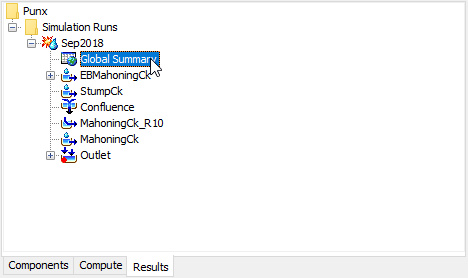 Punx
Simulation Runs
Sep2018
Global Summary
EBMahoningCk
StumpCk
Confluence
MahoningCk_R10
MahoningCk
Outlet
Components Compute Results